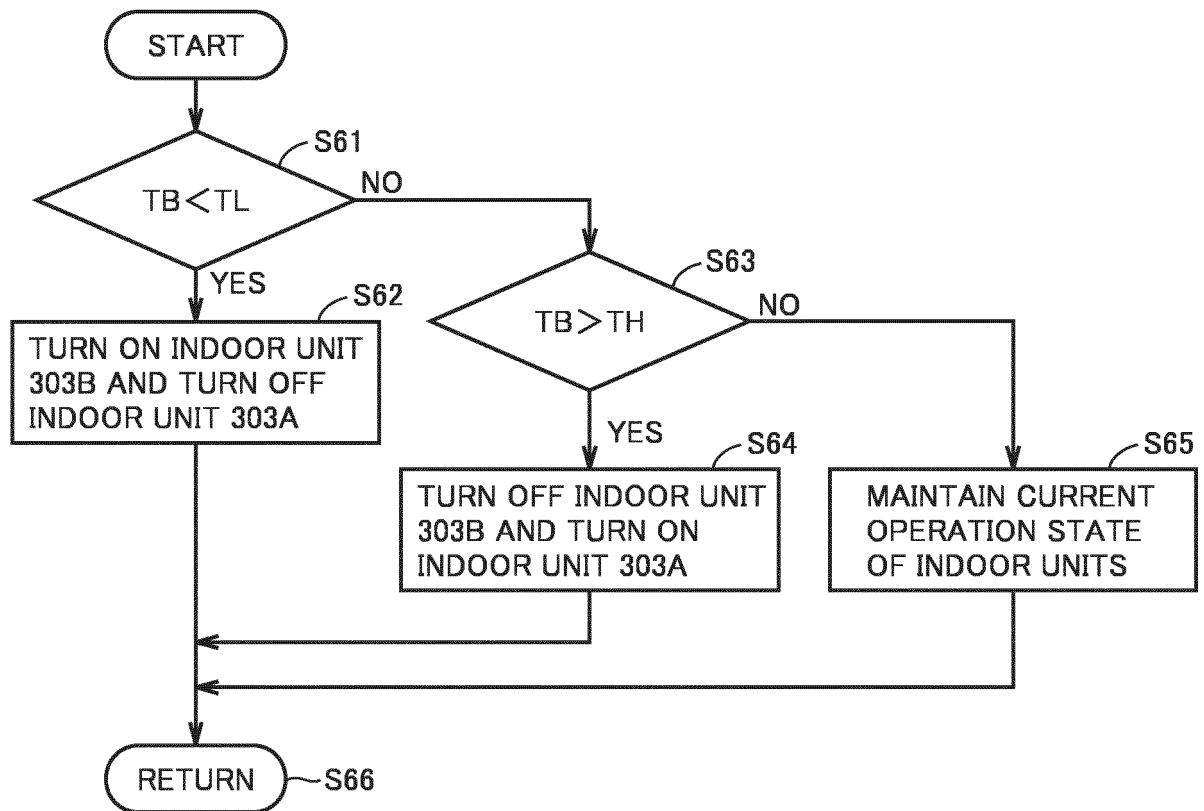 START
S61
TB<TL
NO
YES
S62
TURN ON INDOOR UNIT
303B AND TURN OFF
INDOOR UNIT 303A
S63
TB>TH
NO
YES
S64
TURN OFF INDOOR UNIT
303B AND TURN ON
INDOOR UNIT 303A
S65
MAINTAIN CURRENT
OPERATION STATE
OF INDOOR UNITS
RETURN
S66